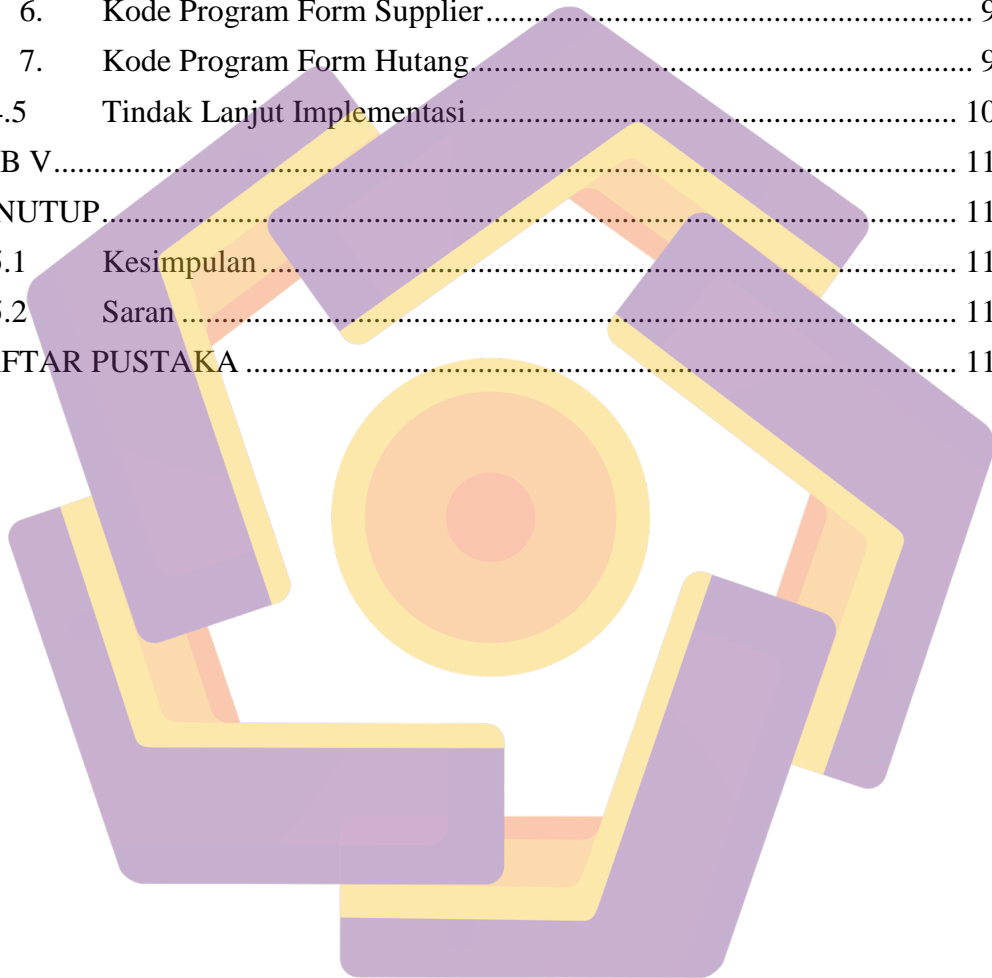 6. Kode Program Form Supplier.......................................................... 9
7. Kode Program Form Hutang............................................................ 9
.5 Tindak Lanjut Implementasi.......................................................... 10
B V............................................................................................................ 11
NUTUP...................................................................................................... 11
.1 Kesimpulan.................................................................................... 11
.2 Saran............................................................................................. 11
AFTAR PUSTAKA..................................................................................... 11